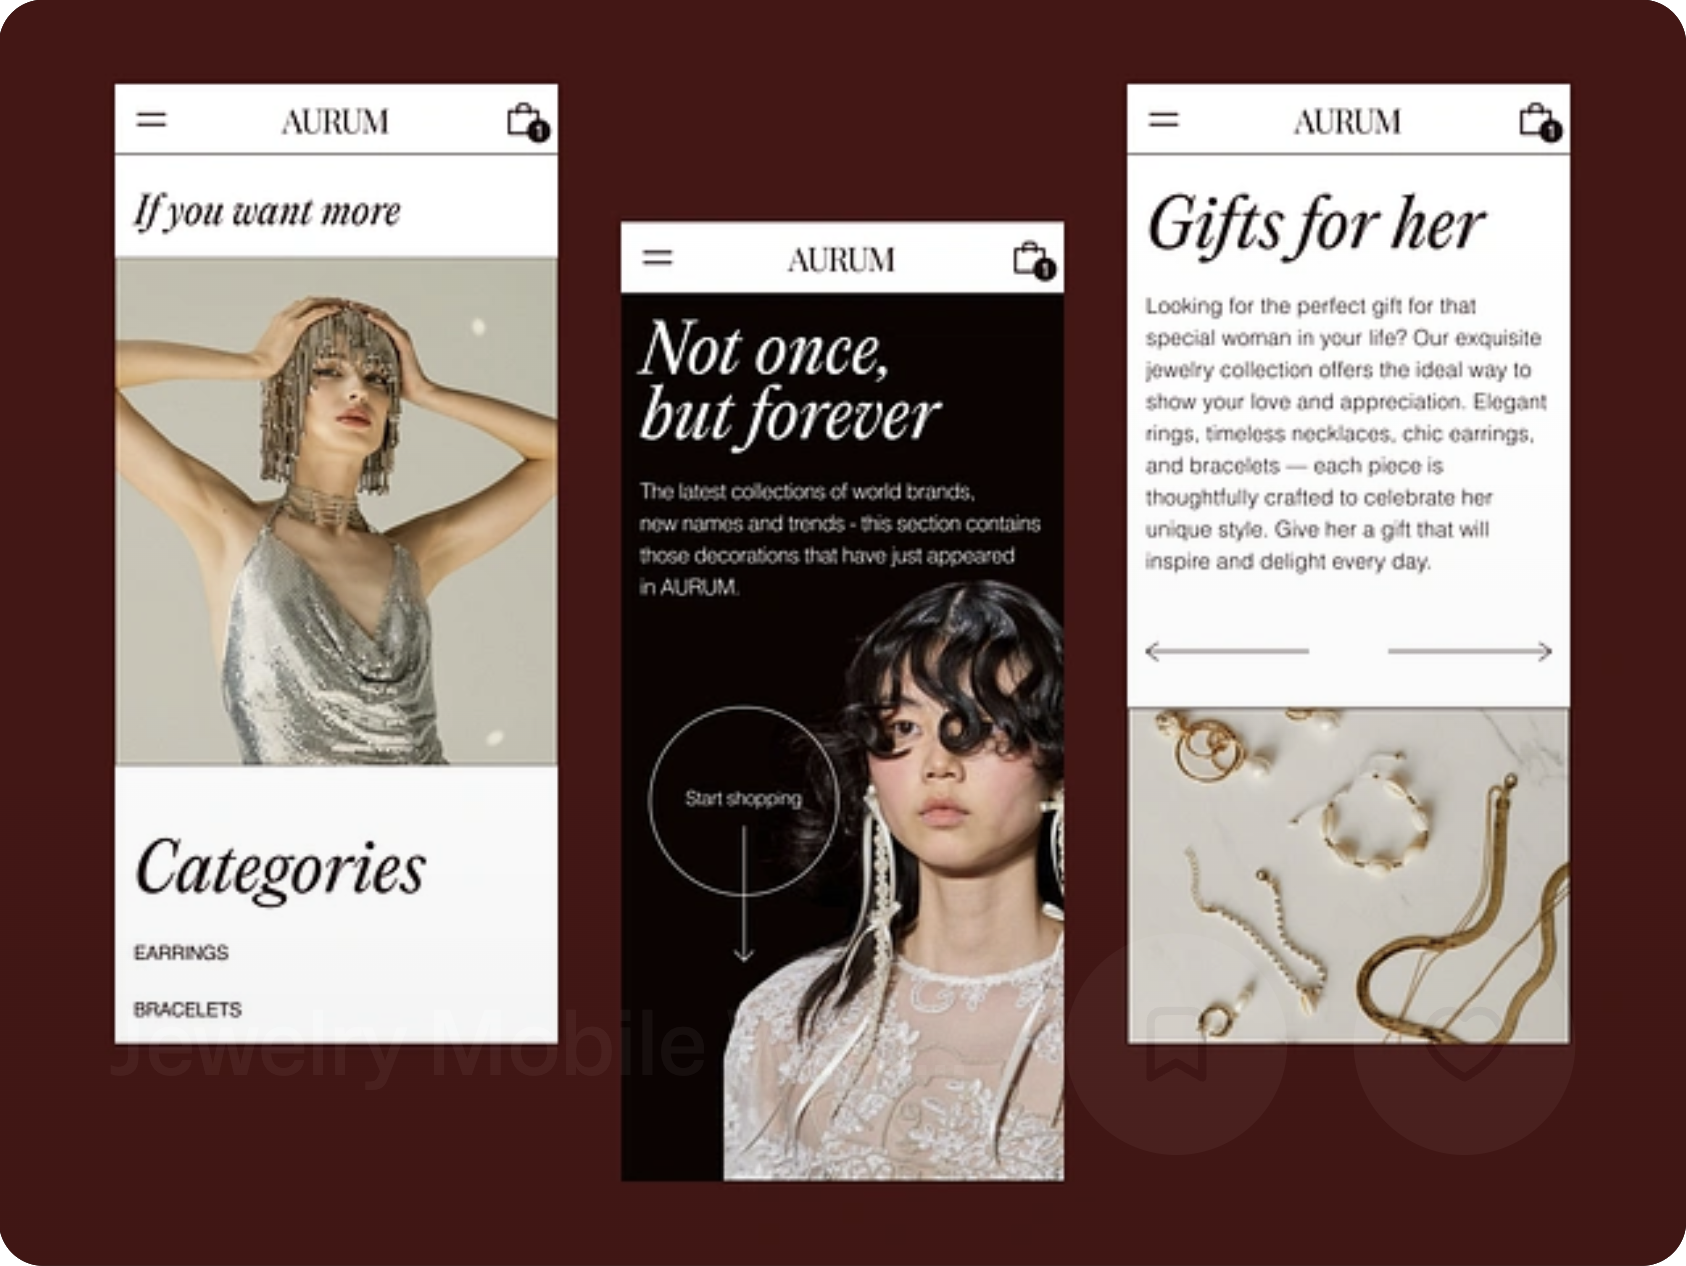 AURUM
1
If you want more
Categories
EARRINGS
BRACELETS
AURUM
1
Not once,
but forever
The latest collections of world brands,
new names and trends - this section contains
those decorations that have just appeared
in AURUM.
Start shopping
AURUM
1
Gifts for her
Looking for the perfect gift for that
special woman in your life? Our exquisite
jewelry collection offers the ideal way to
show your love and appreciation. Elegant
rings, timeless necklaces, chic earrings,
and bracelets — each piece is
thoughtfully crafted to celebrate her
unique style. Give her a gift that will
inspire and delight every day.
Jewelry Mobile